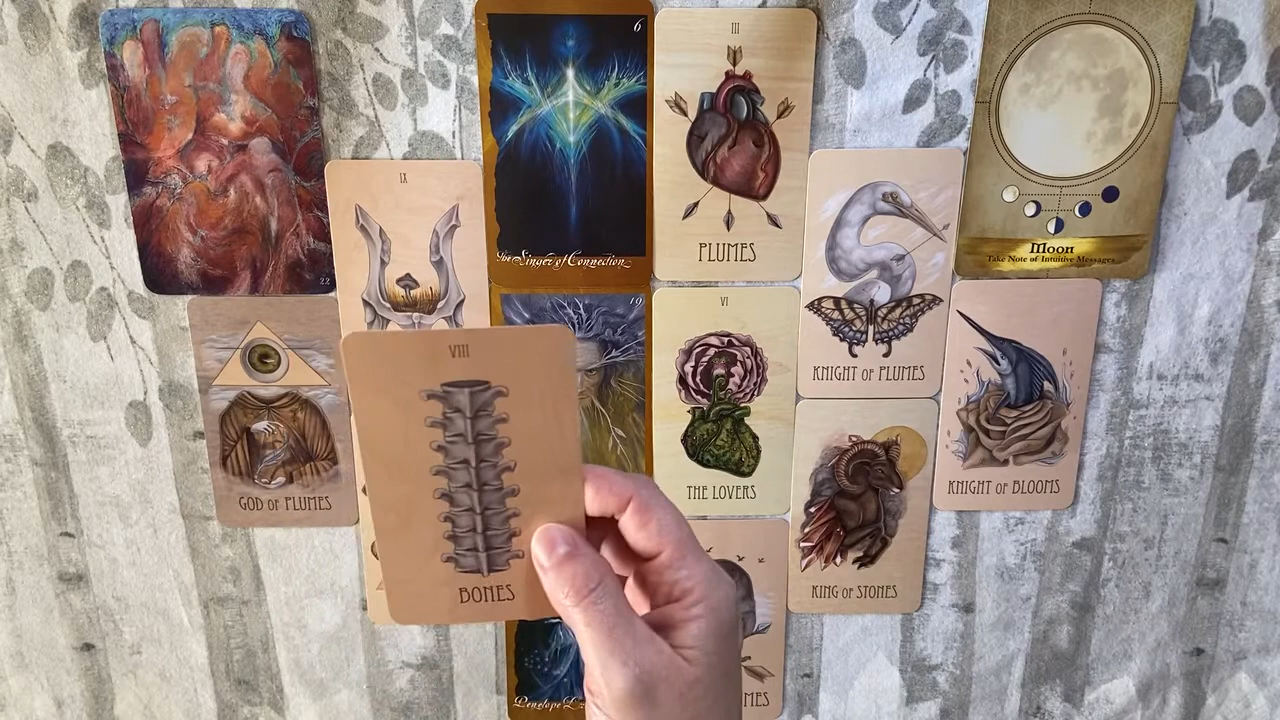 22
IX
6
The Singer of Connection
III
PLUMES
KNIGHT OF PLUMES
Moon
Take Note of Intuitive Messages
GOD OF PLUMES
VIII
BONES
19
VI
THE LOVERS
KING OF STONES
KNIGHT OF BLOOMS
Penelope